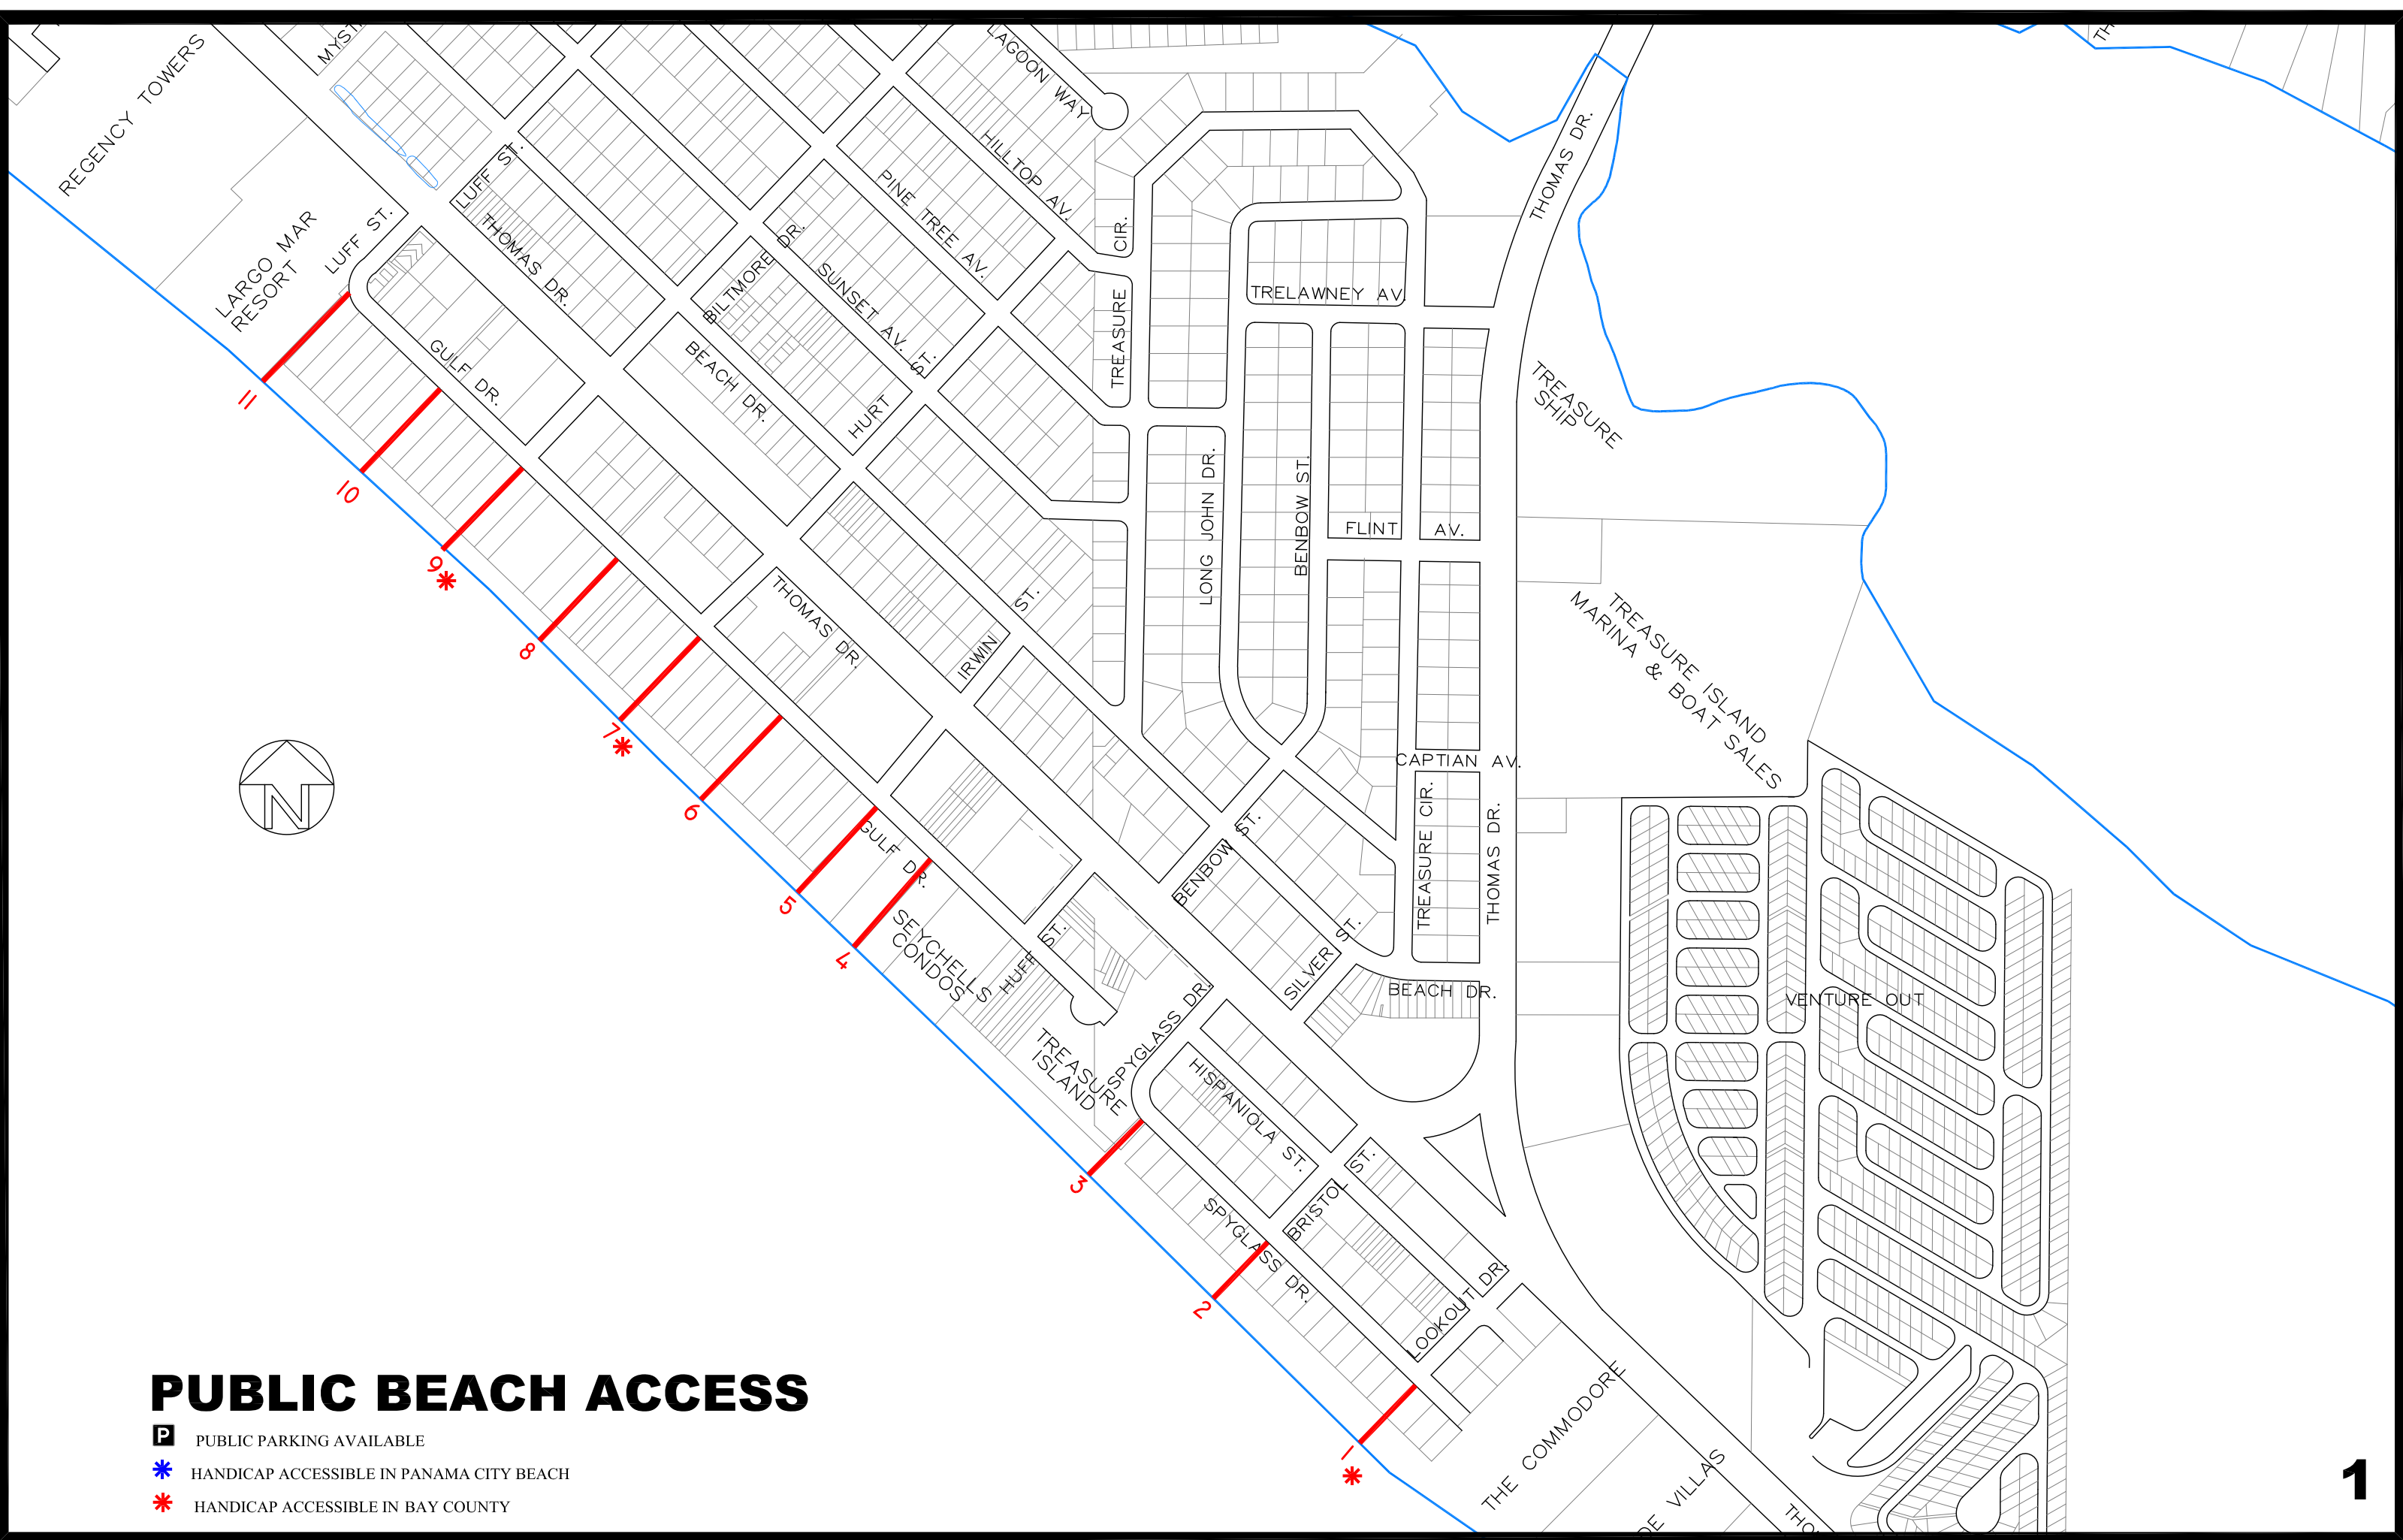 REGENCY TOWERS
LAGOON WAY
THOMAS DR.
LUFF ST.
HILLTOP AV.
PINE TREE AV.
LARGO MAR
RESORT
LUFF ST.
THOMAS DR.
BILTMORE DR.
SUNSET AV.
TREASURE CIR.
TRELAWNEY AV.
GULF DR.
BEACH DR.
HURT ST.
TREASURE
SHIP
11
10
9
8
7
6
5
4
3
2
1
LONG JOHN DR.
BENBOW ST.
FLINT AV.
THOMAS DR.
IRWIN ST.
TREASURE ISLAND
MARINA & BOAT SALES
CAPTIAN AV.
TREASURE CIR.
THOMAS DR.
GULF DR.
BENBOW ST.
SEYCHELLS
CONDOS
HUFF ST.
SILVER ST.
BEACH DR.
VENTURE OUT
TREASURE
ISLAND
SPYGLASS DR.
HISPANIOLA ST.
BRISTOL ST.
SPYGLASS DR.
LOOKOUT DR.
THE COMMODORE
VILLAS
N
PUBLIC BEACH ACCESS
P PUBLIC PARKING AVAILABLE
HANDICAP ACCESSIBLE IN PANAMA CITY BEACH
HANDICAP ACCESSIBLE IN BAY COUNTY
1